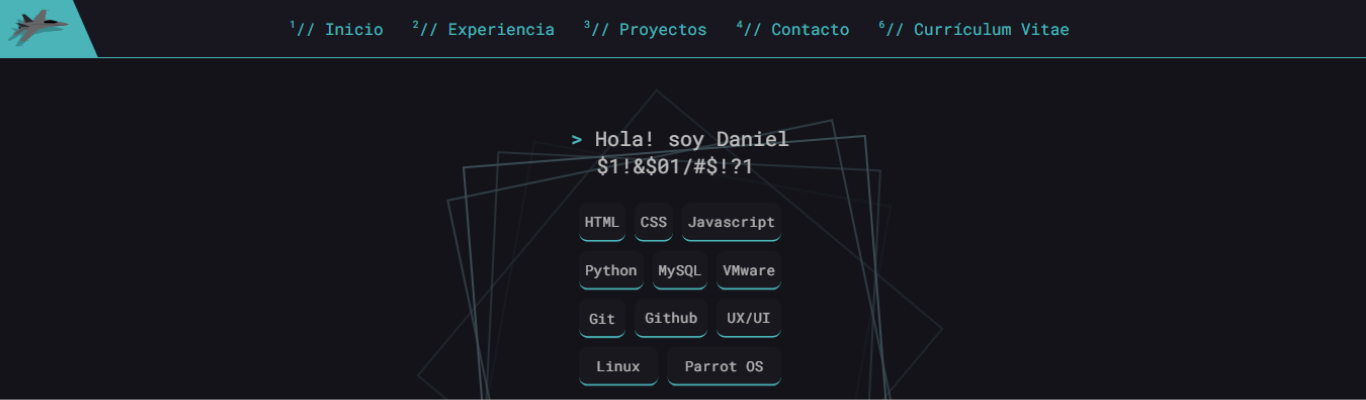 ¹// Inicio ²// Experiencia ³// Proyectos ⁴// Contacto ⁶// Currículum Vitae
> Hola! soy Daniel
$1!&$01/#$!?1
HTML CSS Javascript
Python MySQL VMware
Git Github UX/UI
Linux Parrot OS